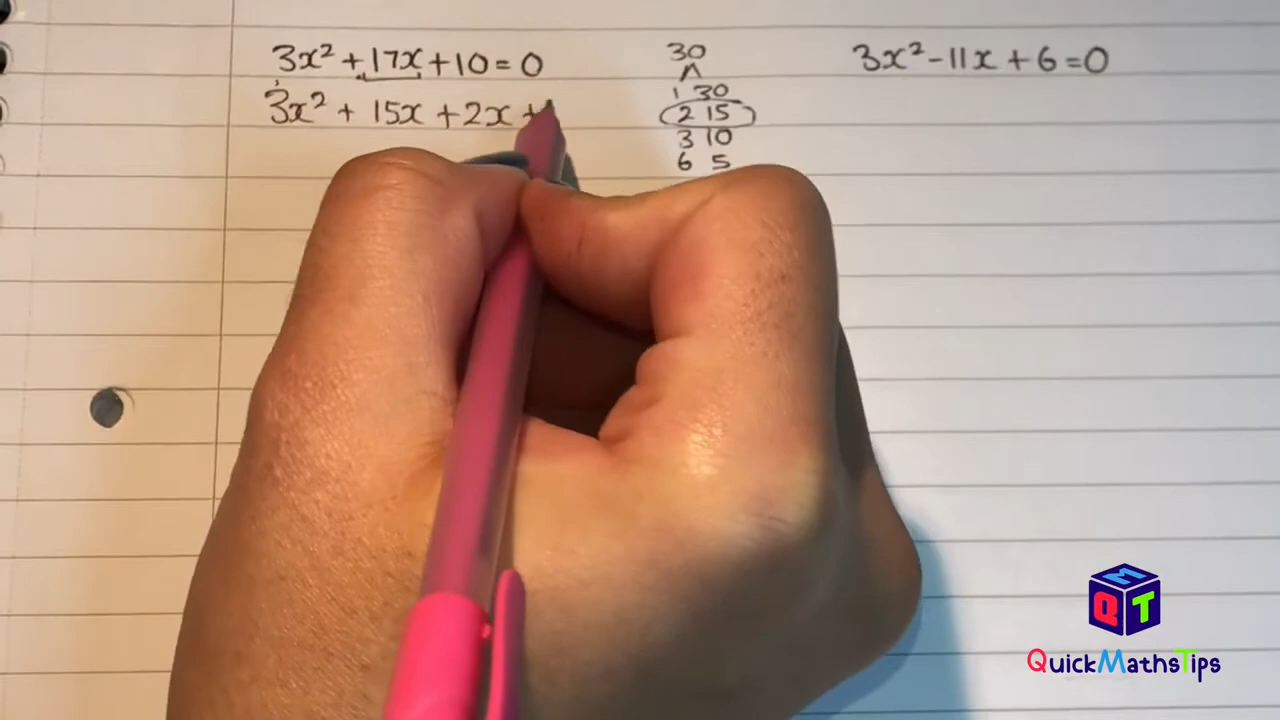 3x² + 17x + 10 = 0
3x² + 15x + 2x +
30
1 30
2 15
3 10
6 5
3x² - 11x + 6 = 0
QMT
QuickMathsTips